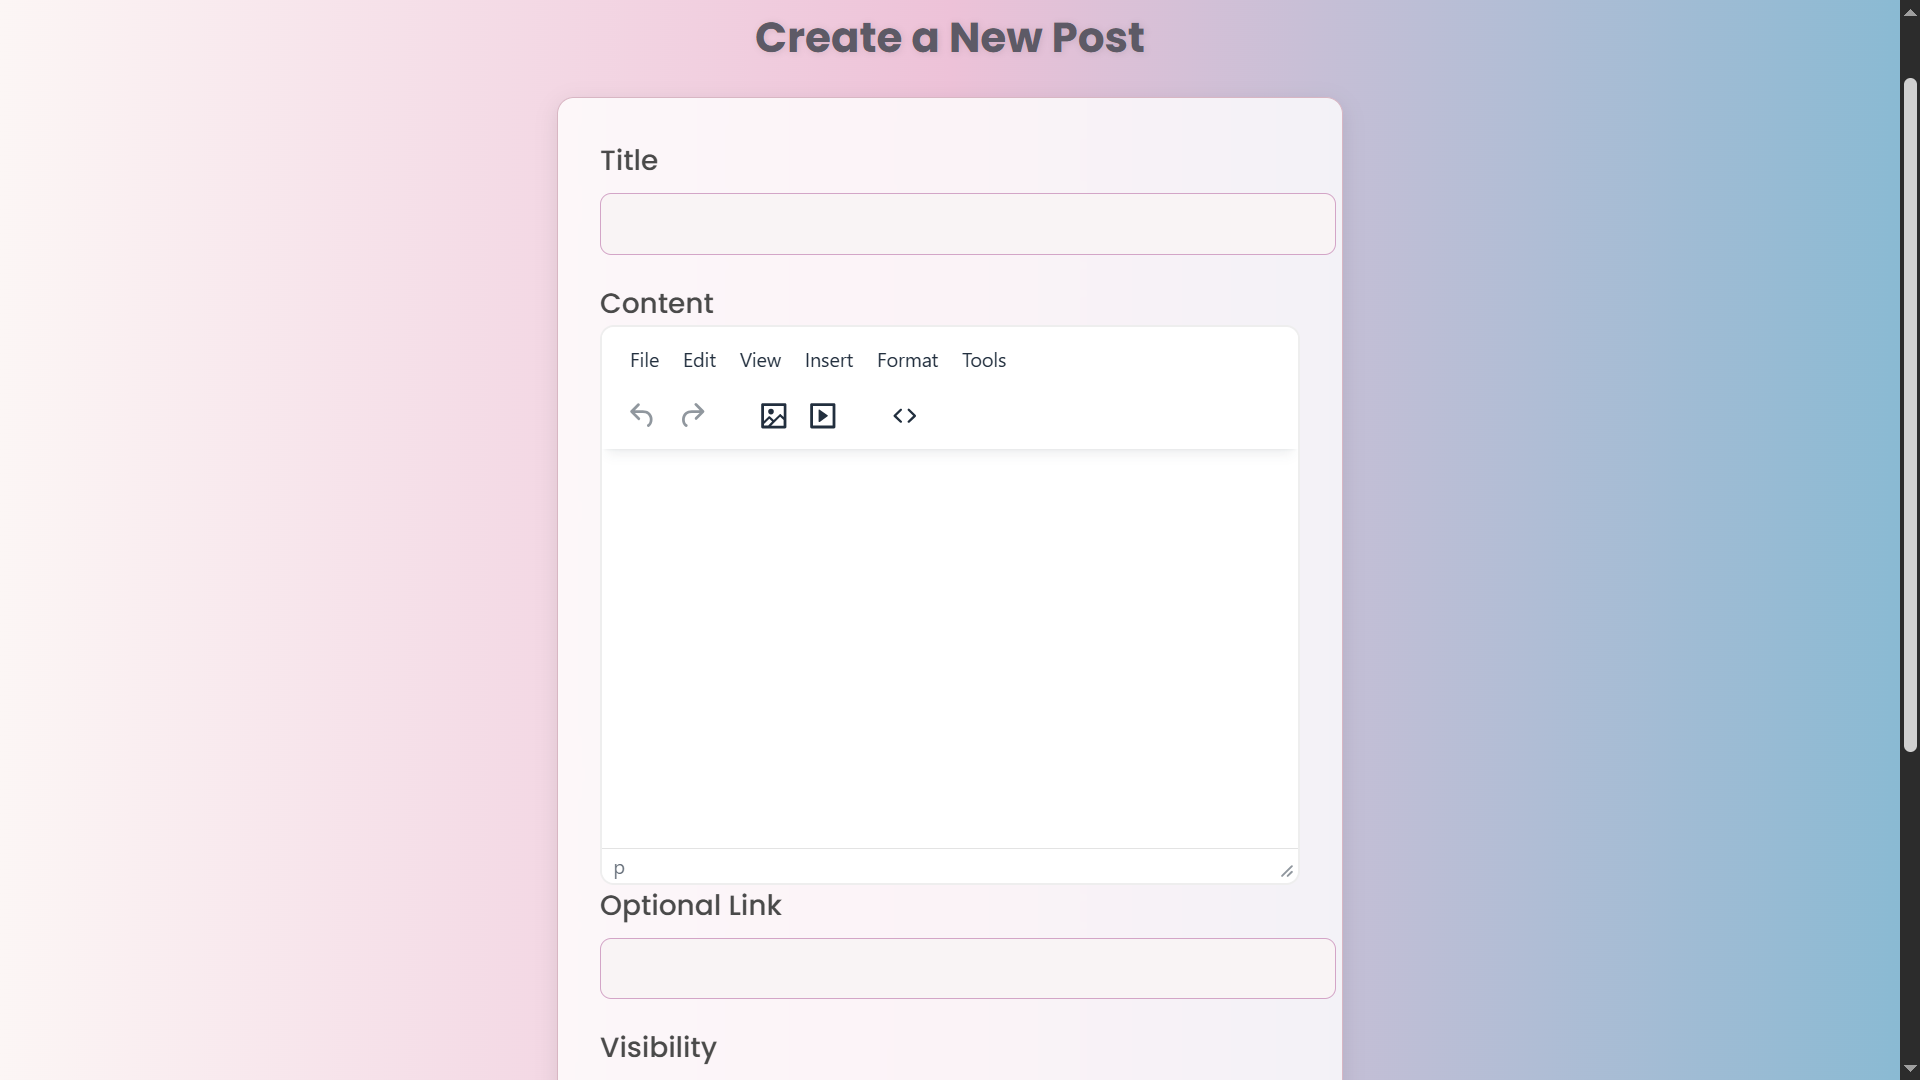 Create a New Post
Title
Content
File Edit View Insert Format Tools
p
Optional Link
Visibility